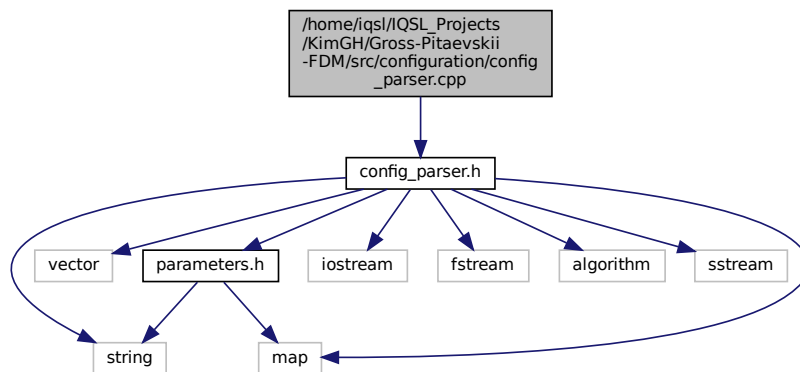 /home/iqsl/IQSL_Projects
/KimGH/Gross-Pitaevskii
-FDM/src/configuration/config
_parser.cpp
config_parser.h
vector
parameters.h
iostream
fstream
algorithm
sstream
string
map